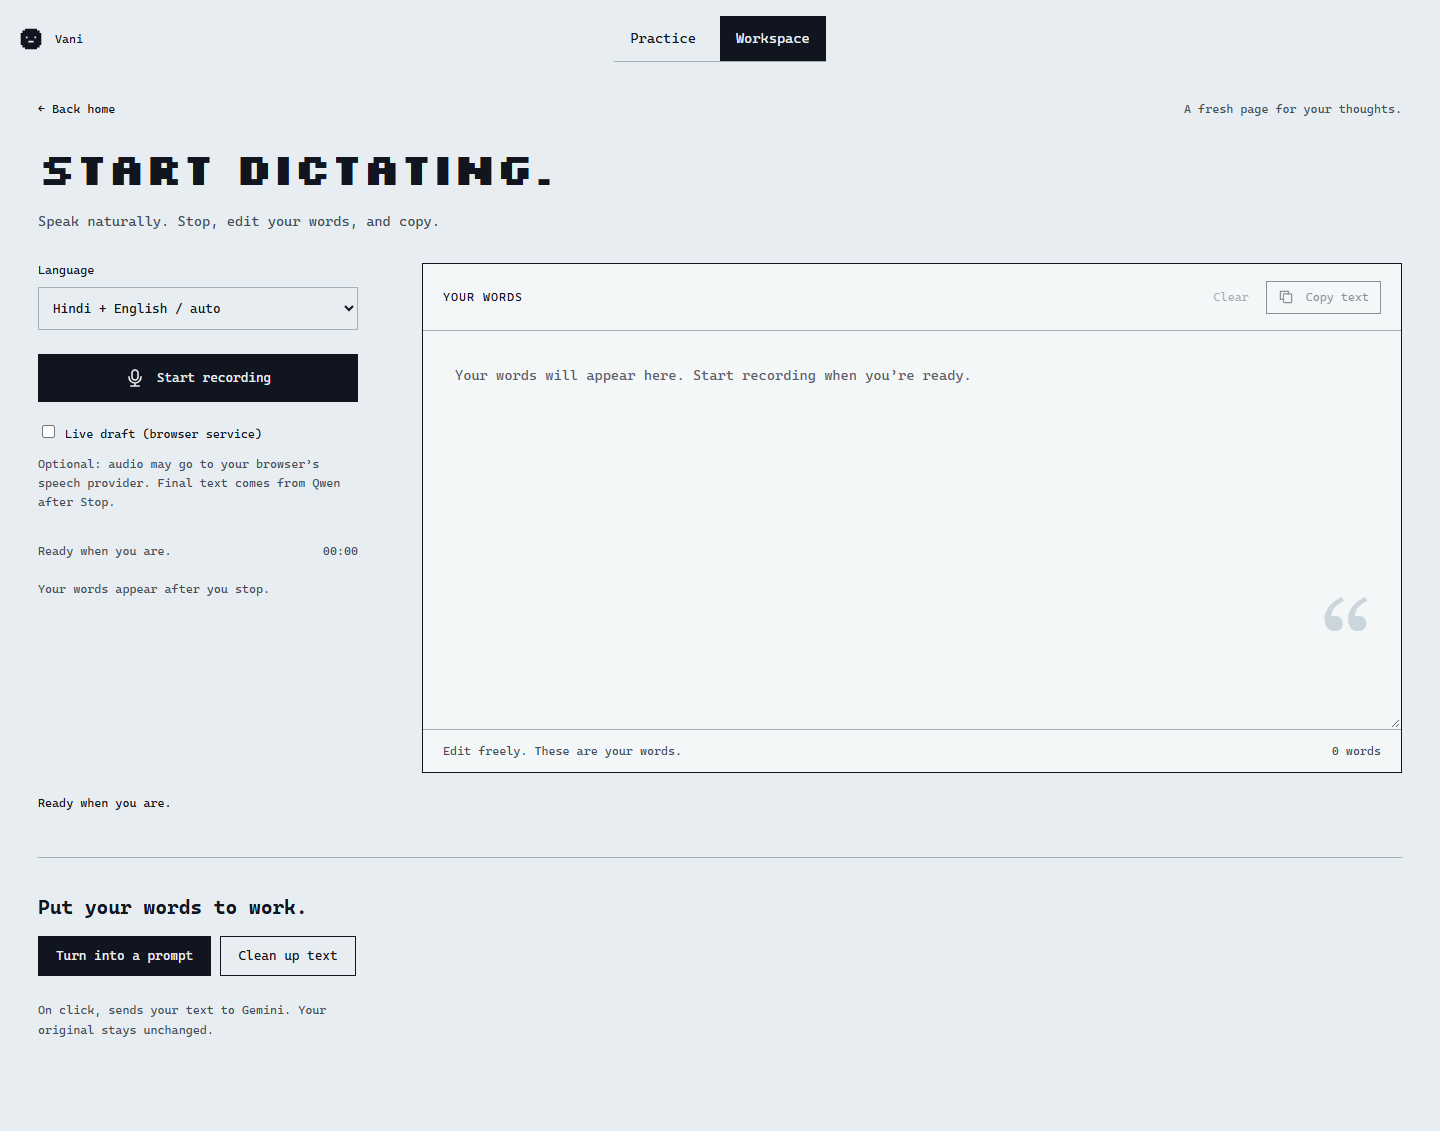 Vani
Practice
Workspace
← Back home
A fresh page for your thoughts.
START DICTATING.
Speak naturally. Stop, edit your words, and copy.
Language
Hindi + English / auto
Start recording
Live draft (browser service)
Optional: audio may go to your browser’s
speech provider. Final text comes from Qwen
after Stop.
Ready when you are.
00:00
Your words appear after you stop.
YOUR WORDS
Clear
Copy text
Your words will appear here. Start recording when you’re ready.
“
Edit freely. These are your words.
0 words
Ready when you are.
Put your words to work.
Turn into a prompt
Clean up text
On click, sends your text to Gemini. Your
original stays unchanged.